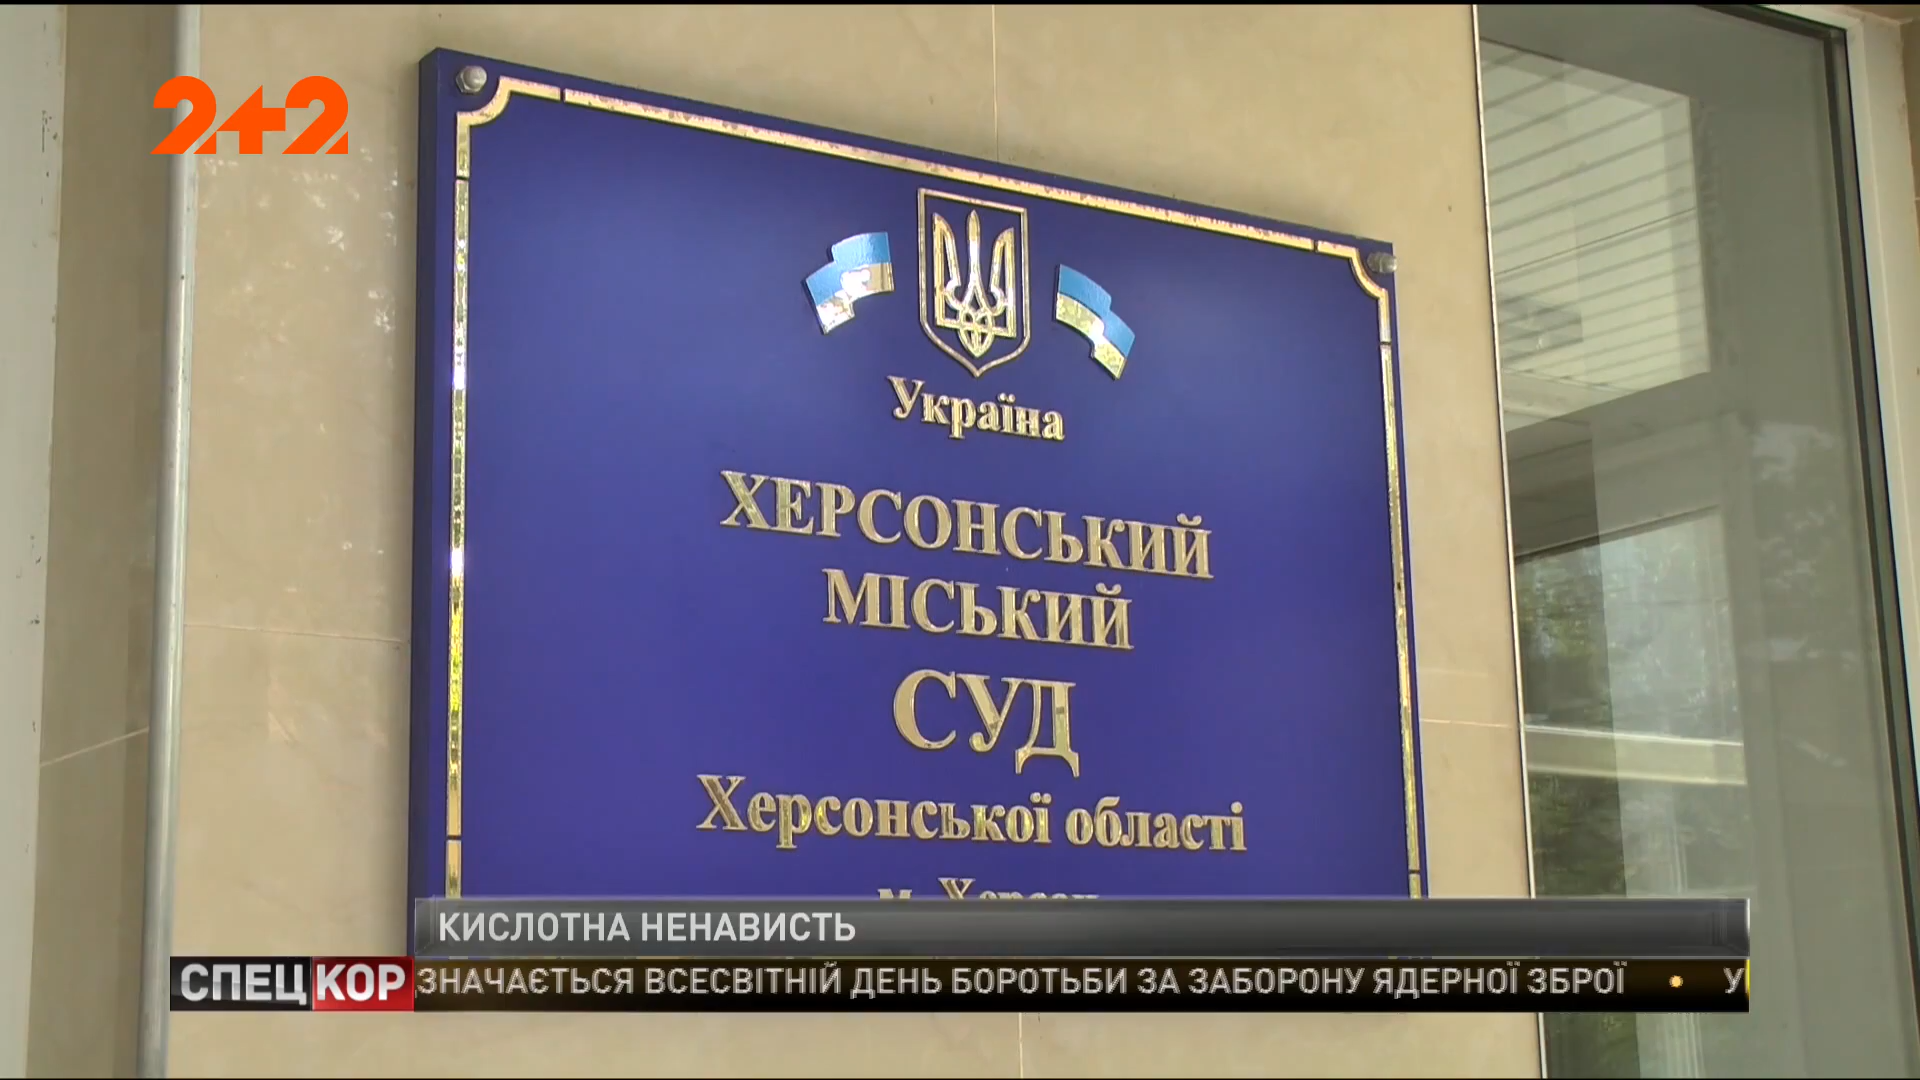 2+2
Україна
ХЕРСОНСЬКИЙ
МІСЬКИЙ
СУД
Херсонської області
м. Херсон
КИСЛОТНА НЕНАВИСТЬ
СПЕЦКОР
ЗНАЧАЄТЬСЯ ВСЕСВІТНІЙ ДЕНЬ БОРОТЬБИ ЗА ЗАБОРОНУ ЯДЕРНОЇ ЗБРОЇ • У